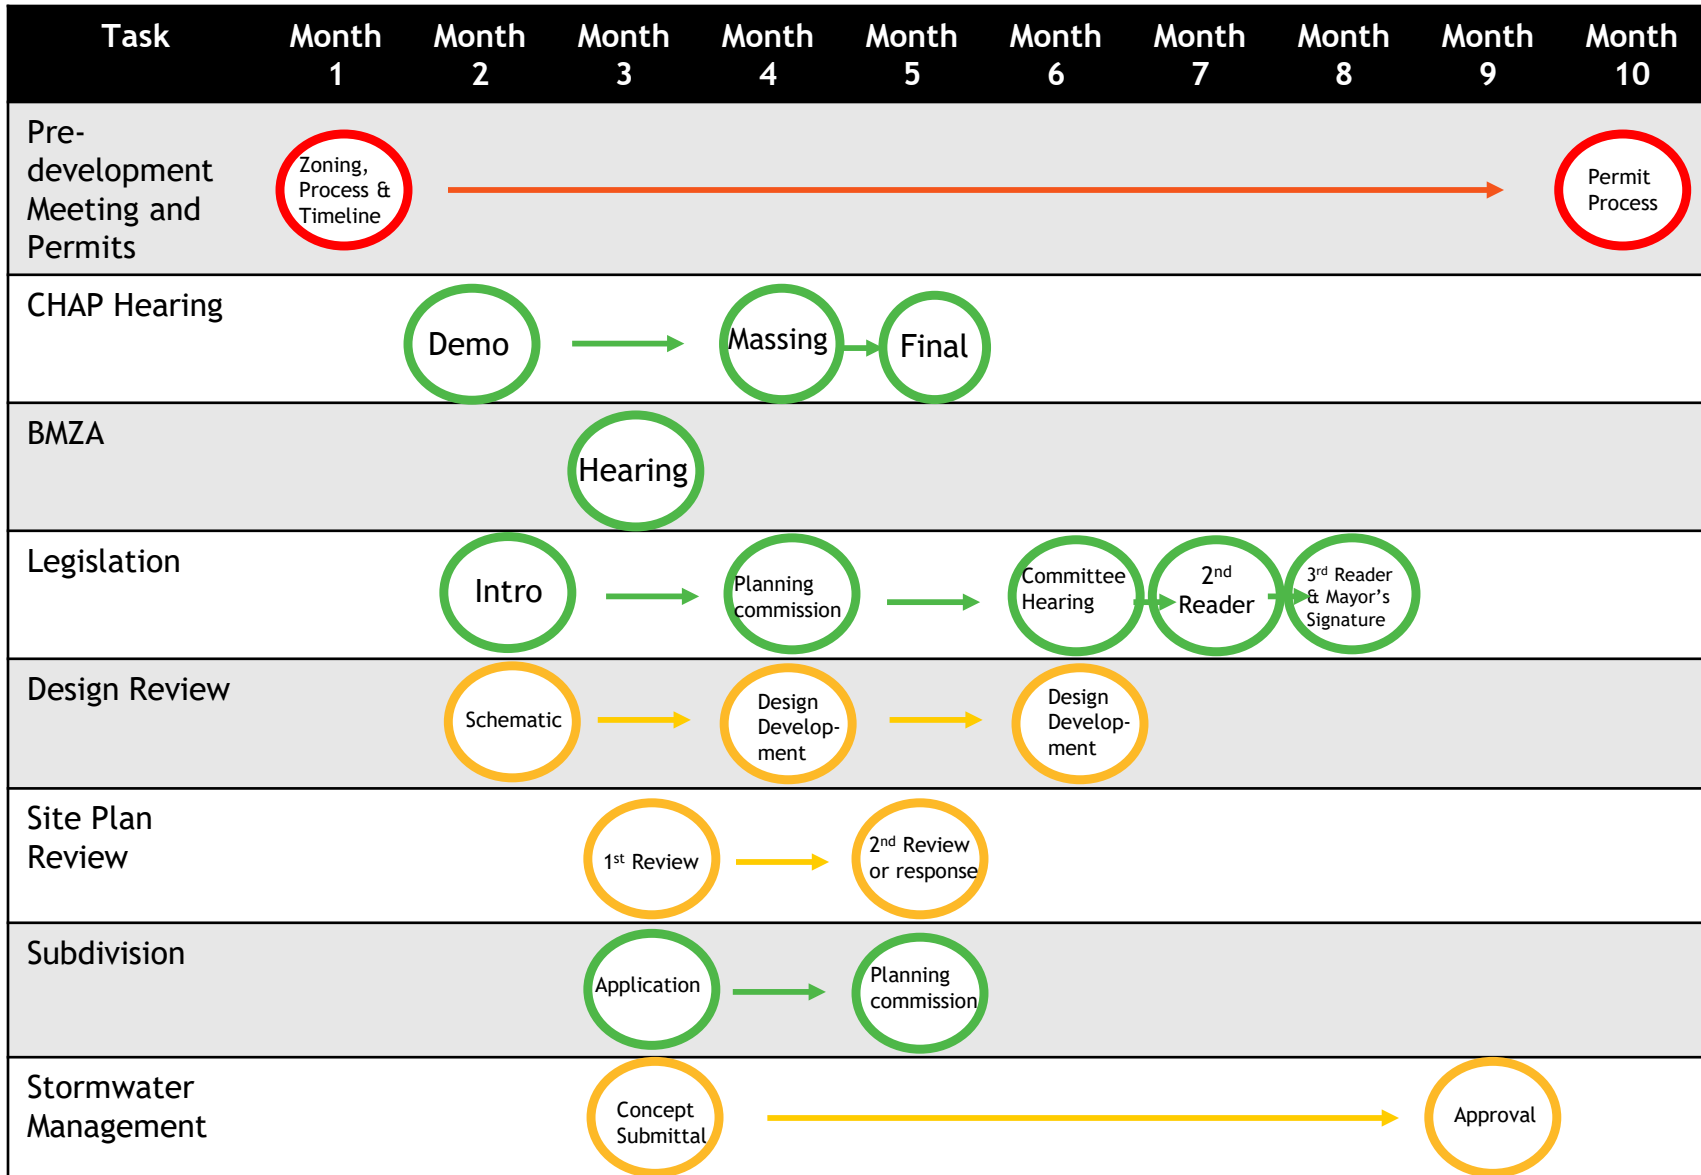 Task
Month
1
Month
2
Month
3
Month
4
Month
5
Month
6
Month
7
Month
8
Month
9
Month
10
Pre-
development
Meeting and
Permits
Zoning,
Process &
Timeline
Permit
Process
CHAP Hearing
Demo
Massing
Final
BMZA
Hearing
Legislation
Intro
Planning
commission
Committee
Hearing
2nd
Reader
3rd Reader
& Mayor’s
Signature
Design Review
Schematic
Design
Develop-
ment
Design
Develop-
ment
Site Plan
Review
1st Review
2nd Review
or response
Subdivision
Application
Planning
commission
Stormwater
Management
Concept
Submittal
Approval